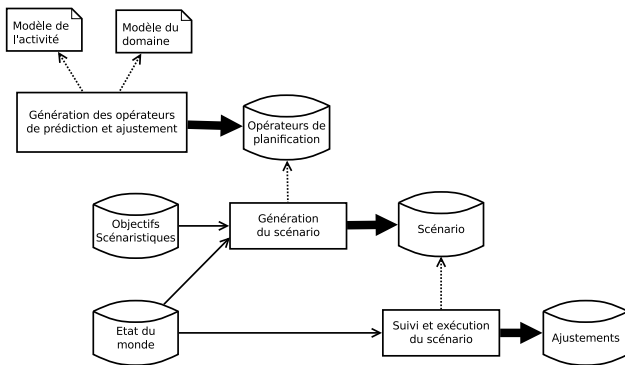 Modèle de
l'activité
Modèle du
domaine
Génération des opérateurs
de prédiction et ajustement
Opérateurs de
planification
Objectifs
Scénaristiques
Génération
du scénario
Scénario
Etat du
monde
Suivi et exécution
du scénario
Ajustements